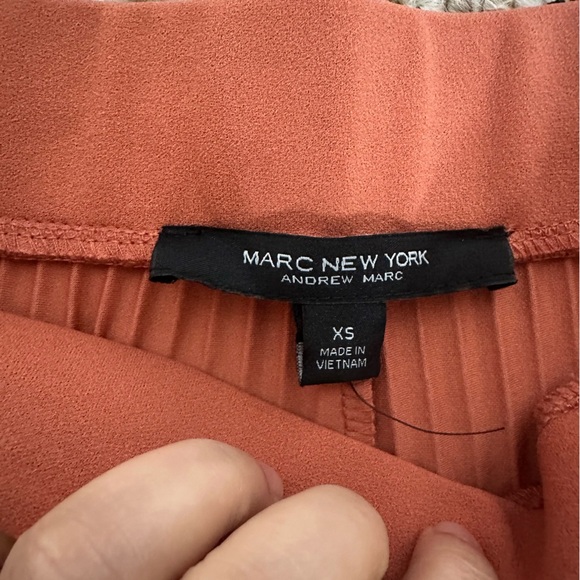 MARC NEW YORK
ANDREW MARC
XS
MADE IN
VIETNAM